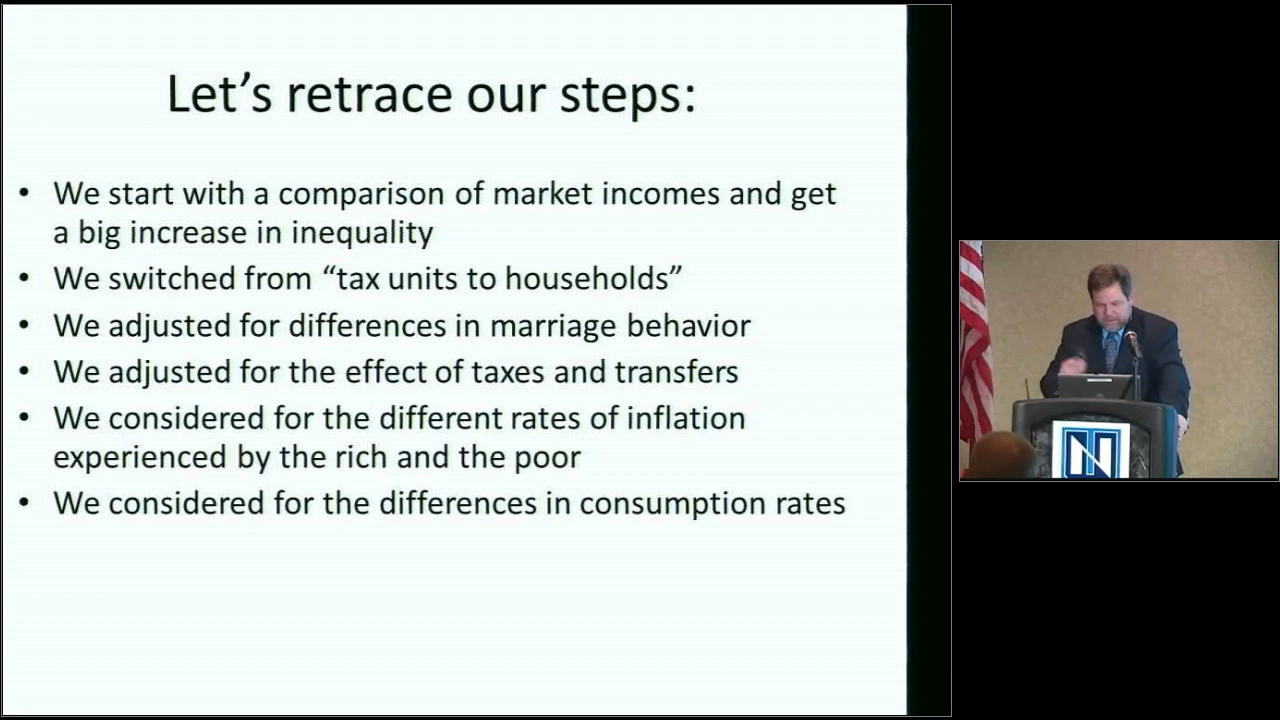 Let's retrace our steps:
• We start with a comparison of market incomes and get
a big increase in inequality
• We switched from “tax units to households”
• We adjusted for differences in marriage behavior
• We adjusted for the effect of taxes and transfers
• We considered for the different rates of inflation
experienced by the rich and the poor
• We considered for the differences in consumption rates